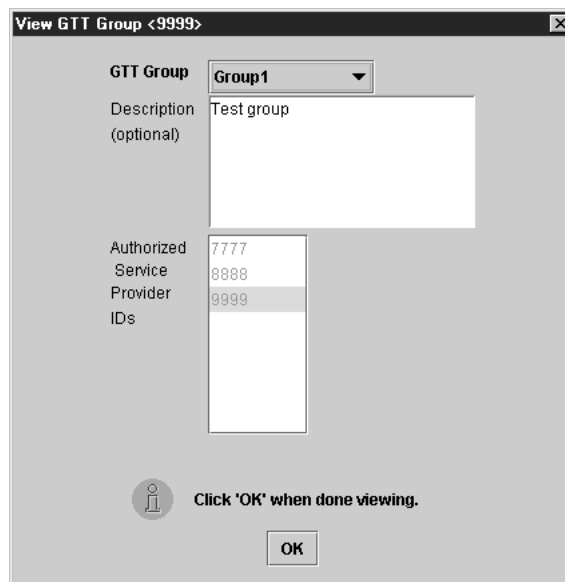 View GTT Group <9999>
GTT Group Group1
Description Test group
(optional)
Authorized 7777
Service 8888
Provider 9999
IDs
Click 'OK' when done viewing.
OK